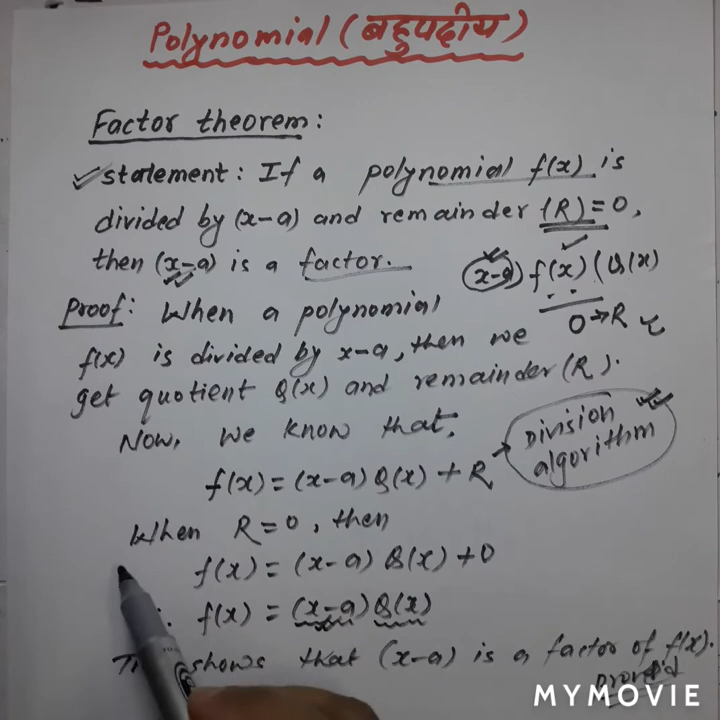 Polynomial (बहुपदीय)
Factor theorem:
statement: If a polynomial f(x) is
divided by (x-a) and remainder (R)=0,
then (x-a) is a factor.
x-a) f(x) (Q(x)
0→R
Proof: When a polynomial
f(x) is divided by x-a, then we
get quotient Q(x) and remainder (R).
Now, we know that,
f(x) = (x-a) Q(x) + R → Division algorithm
When R=0, then
f(x) = (x-a) Q(x) + 0
∴ f(x) = (x-a) Q(x)
shows that (x-a) is a factor of f(x).
MYMOVIE